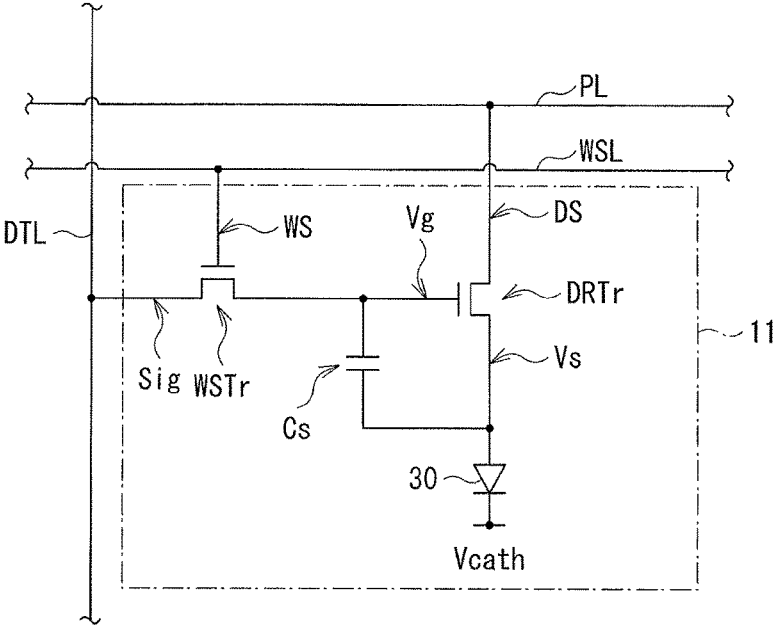 PL
WSL
DTL
WS
Vg
DS
DRTr
11
Sig
WSTr
Vs
Cs
30
Vcath